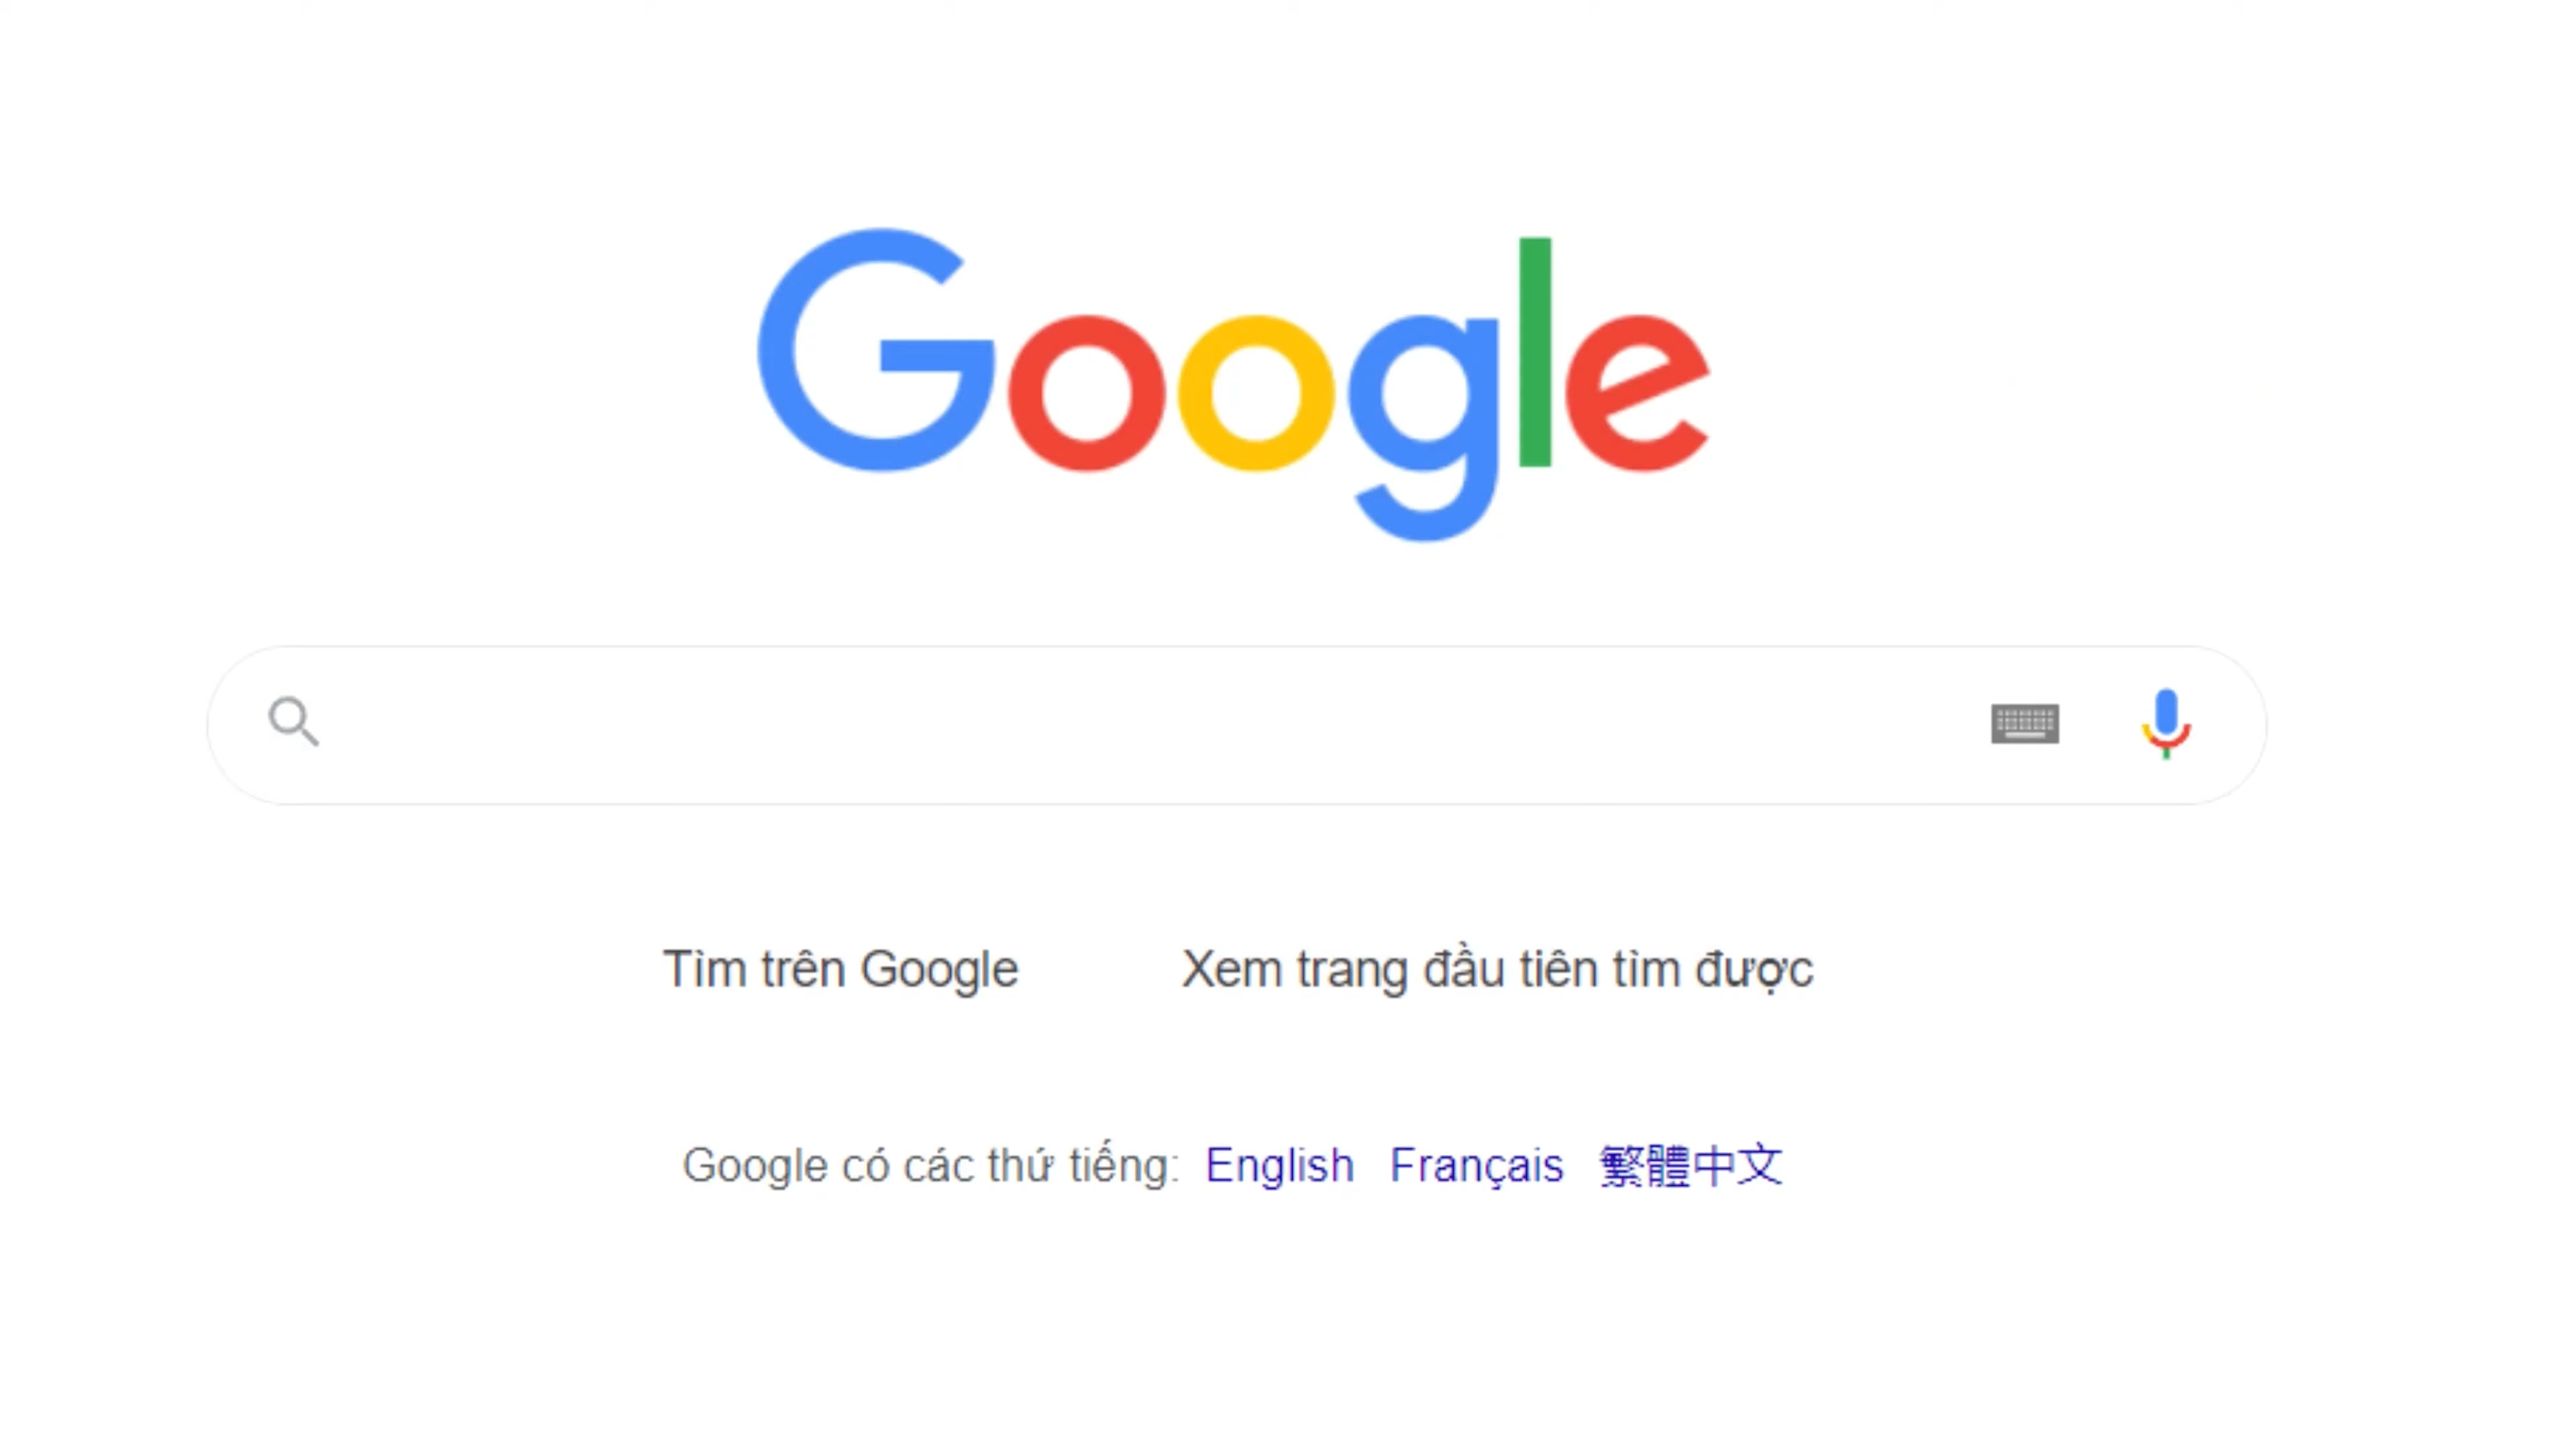 Google
Tìm trên Google Xem trang đầu tiên tìm được
Google có các thứ tiếng: English Français 繁體中文